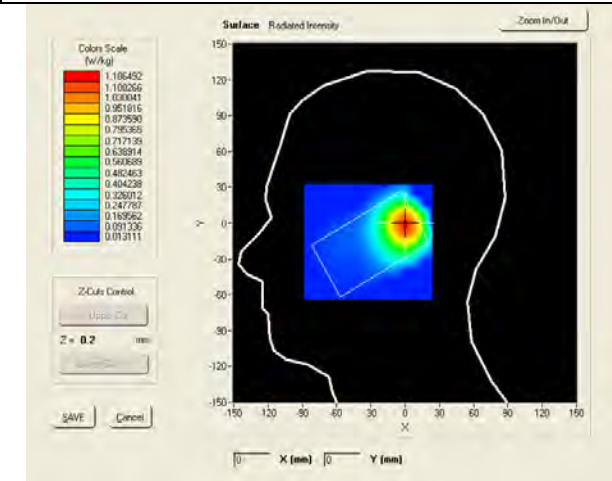 Surface Radiated Intensity
Zoom In/Out
Colors Scale
(W/kg)
1.186492
1.108266
1.030041
0.951816
0.873590
0.795365
0.717139
0.638914
0.560689
0.482463
0.404238
0.326012
0.247787
0.169562
0.091336
0.013111
150
120
90
60
30
0
-30
-60
-90
-120
-150
Y
-150 -120 -90 -60 -30 0 30 60 90 120 150
X
Z-Cuts Control
Z = 0.2 mm
SAVE Cancel
0 X (mm) 0 Y (mm)